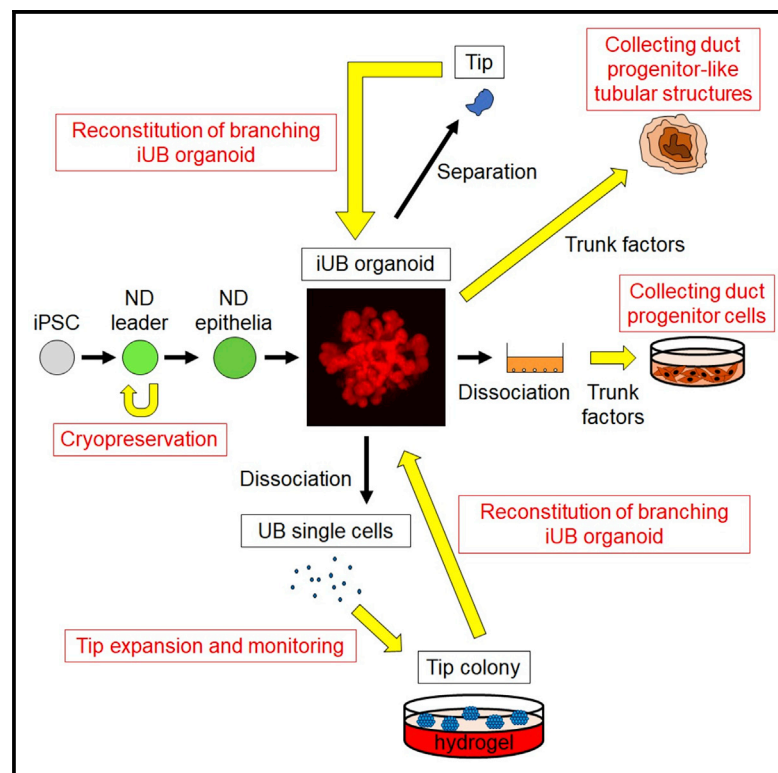 Tip
Collecting duct
progenitor-like
tubular structures
Reconstitution of branching
iUB organoid
Separation
Trunk factors
iUB organoid
iPSC
ND
leader
ND
epithelia
Collecting duct
progenitor cells
Dissociation
Trunk
factors
Cryopreservation
Dissociation
UB single cells
Reconstitution of branching
iUB organoid
Tip expansion and monitoring
Tip colony
hydrogel